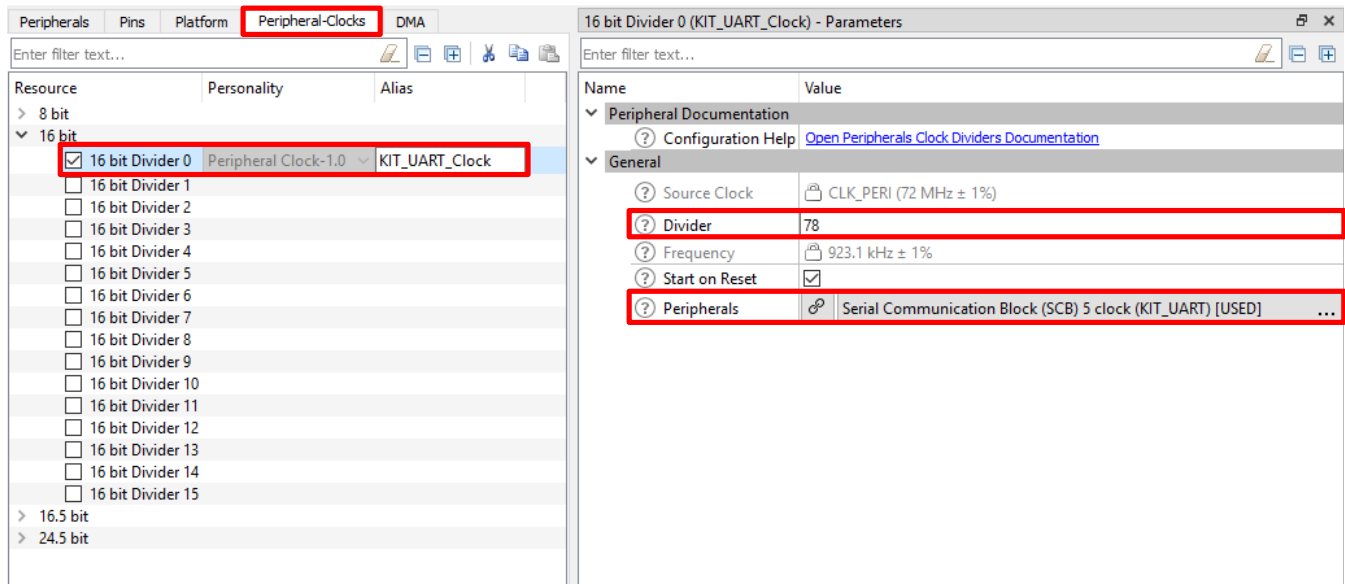 Peripherals Pins Platform Peripheral-Clocks DMA
Enter filter text...
Resource Personality Alias
8 bit
16 bit
16 bit Divider 0 Peripheral Clock-1.0 KIT_UART_Clock
16 bit Divider 1
16 bit Divider 2
16 bit Divider 3
16 bit Divider 4
16 bit Divider 5
16 bit Divider 6
16 bit Divider 7
16 bit Divider 8
16 bit Divider 9
16 bit Divider 10
16 bit Divider 11
16 bit Divider 12
16 bit Divider 13
16 bit Divider 14
16 bit Divider 15
16.5 bit
24.5 bit
16 bit Divider 0 (KIT_UART_Clock) - Parameters
Enter filter text...
Name Value
Peripheral Documentation
? Configuration Help Open Peripherals Clock Dividers Documentation
General
? Source Clock CLK_PERI (72 MHz ± 1%)
? Divider 78
? Frequency 923.1 kHz ± 1%
? Start on Reset
? Peripherals Serial Communication Block (SCB) 5 clock (KIT_UART) [USED] ...